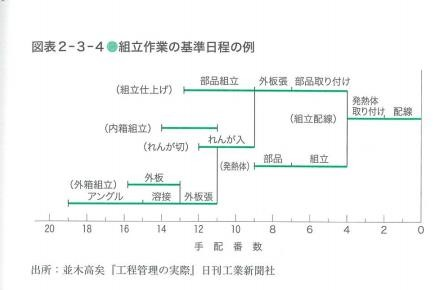 図表2-3-4●組立作業の基準日程の例
(組立仕上げ) 部品組立 外板張 部品取り付け
(組立配線) 発熱体取り付け 配線
(内箱組立)
(れんが切) れんが入
(発熱体) 部品 組立
(外箱組立) 外板
アングル 溶接 外板張
20 18 16 14 12 10 8 6 4 2 0
手配番数
出所:並木高矣『工程管理の実際』日刊工業新聞社